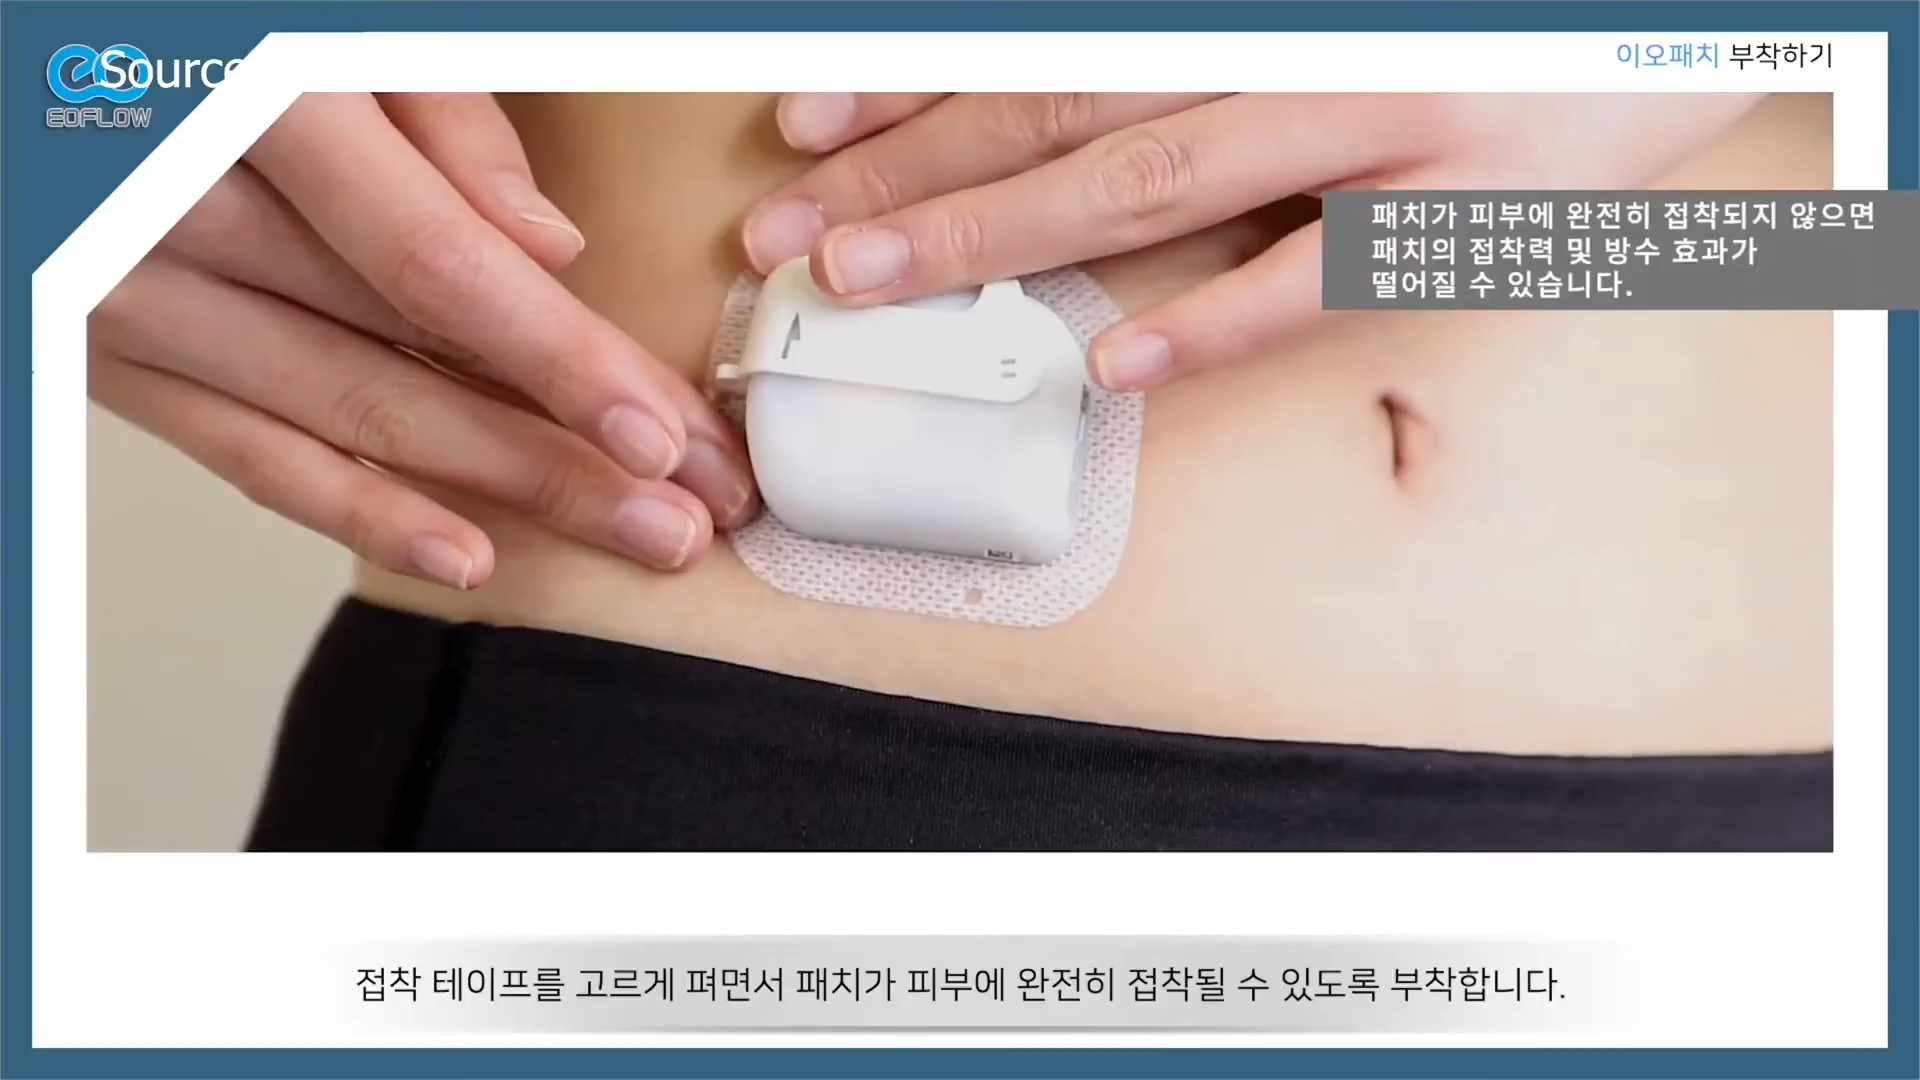 Source
EOFLOW
이오패치 부착하기
패치가 피부에 완전히 접착되지 않으면
패치의 접착력 및 방수 효과가
떨어질 수 있습니다.
접착 테이프를 고르게 펴면서 패치가 피부에 완전히 접착될 수 있도록 부착합니다.